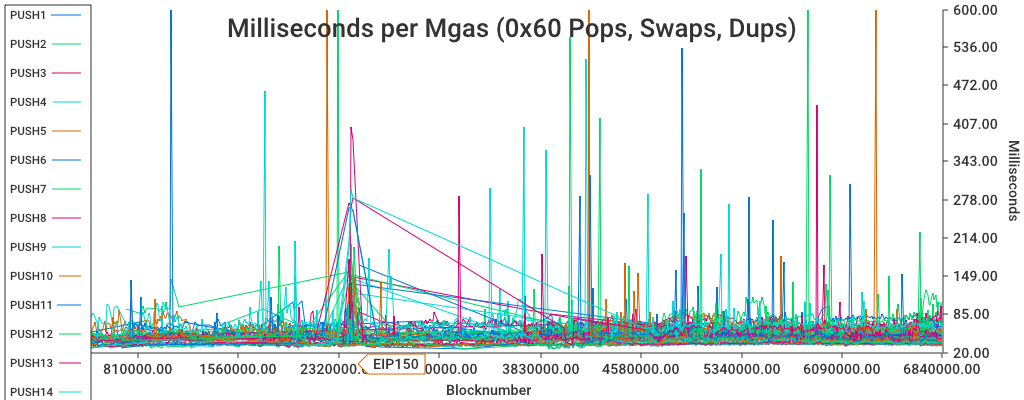 Milliseconds per Mgas (0x60 Pops, Swaps, Dups)
PUSH1
PUSH2
PUSH3
PUSH4
PUSH5
PUSH6
PUSH7
PUSH8
PUSH9
PUSH10
PUSH11
PUSH12
PUSH13
PUSH14
600.00
536.00
472.00
407.00
343.00
278.00
214.00
149.00
85.00
20.00
Milliseconds
810000.00 1560000.00 2320000.00 EIP150 3830000.00 4580000.00 5340000.00 6090000.00 6840000.00
Blocknumber